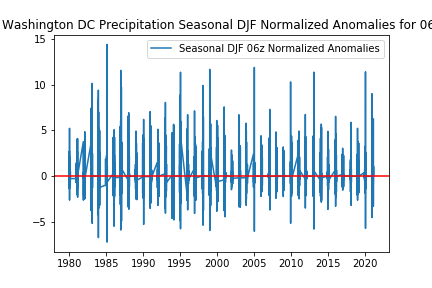 Washington DC Precipitation Seasonal DJF Normalized Anomalies for 06
Seasonal DJF 06z Normalized Anomalies
15
10
5
0
−5
1980 1985 1990 1995 2000 2005 2010 2015 2020